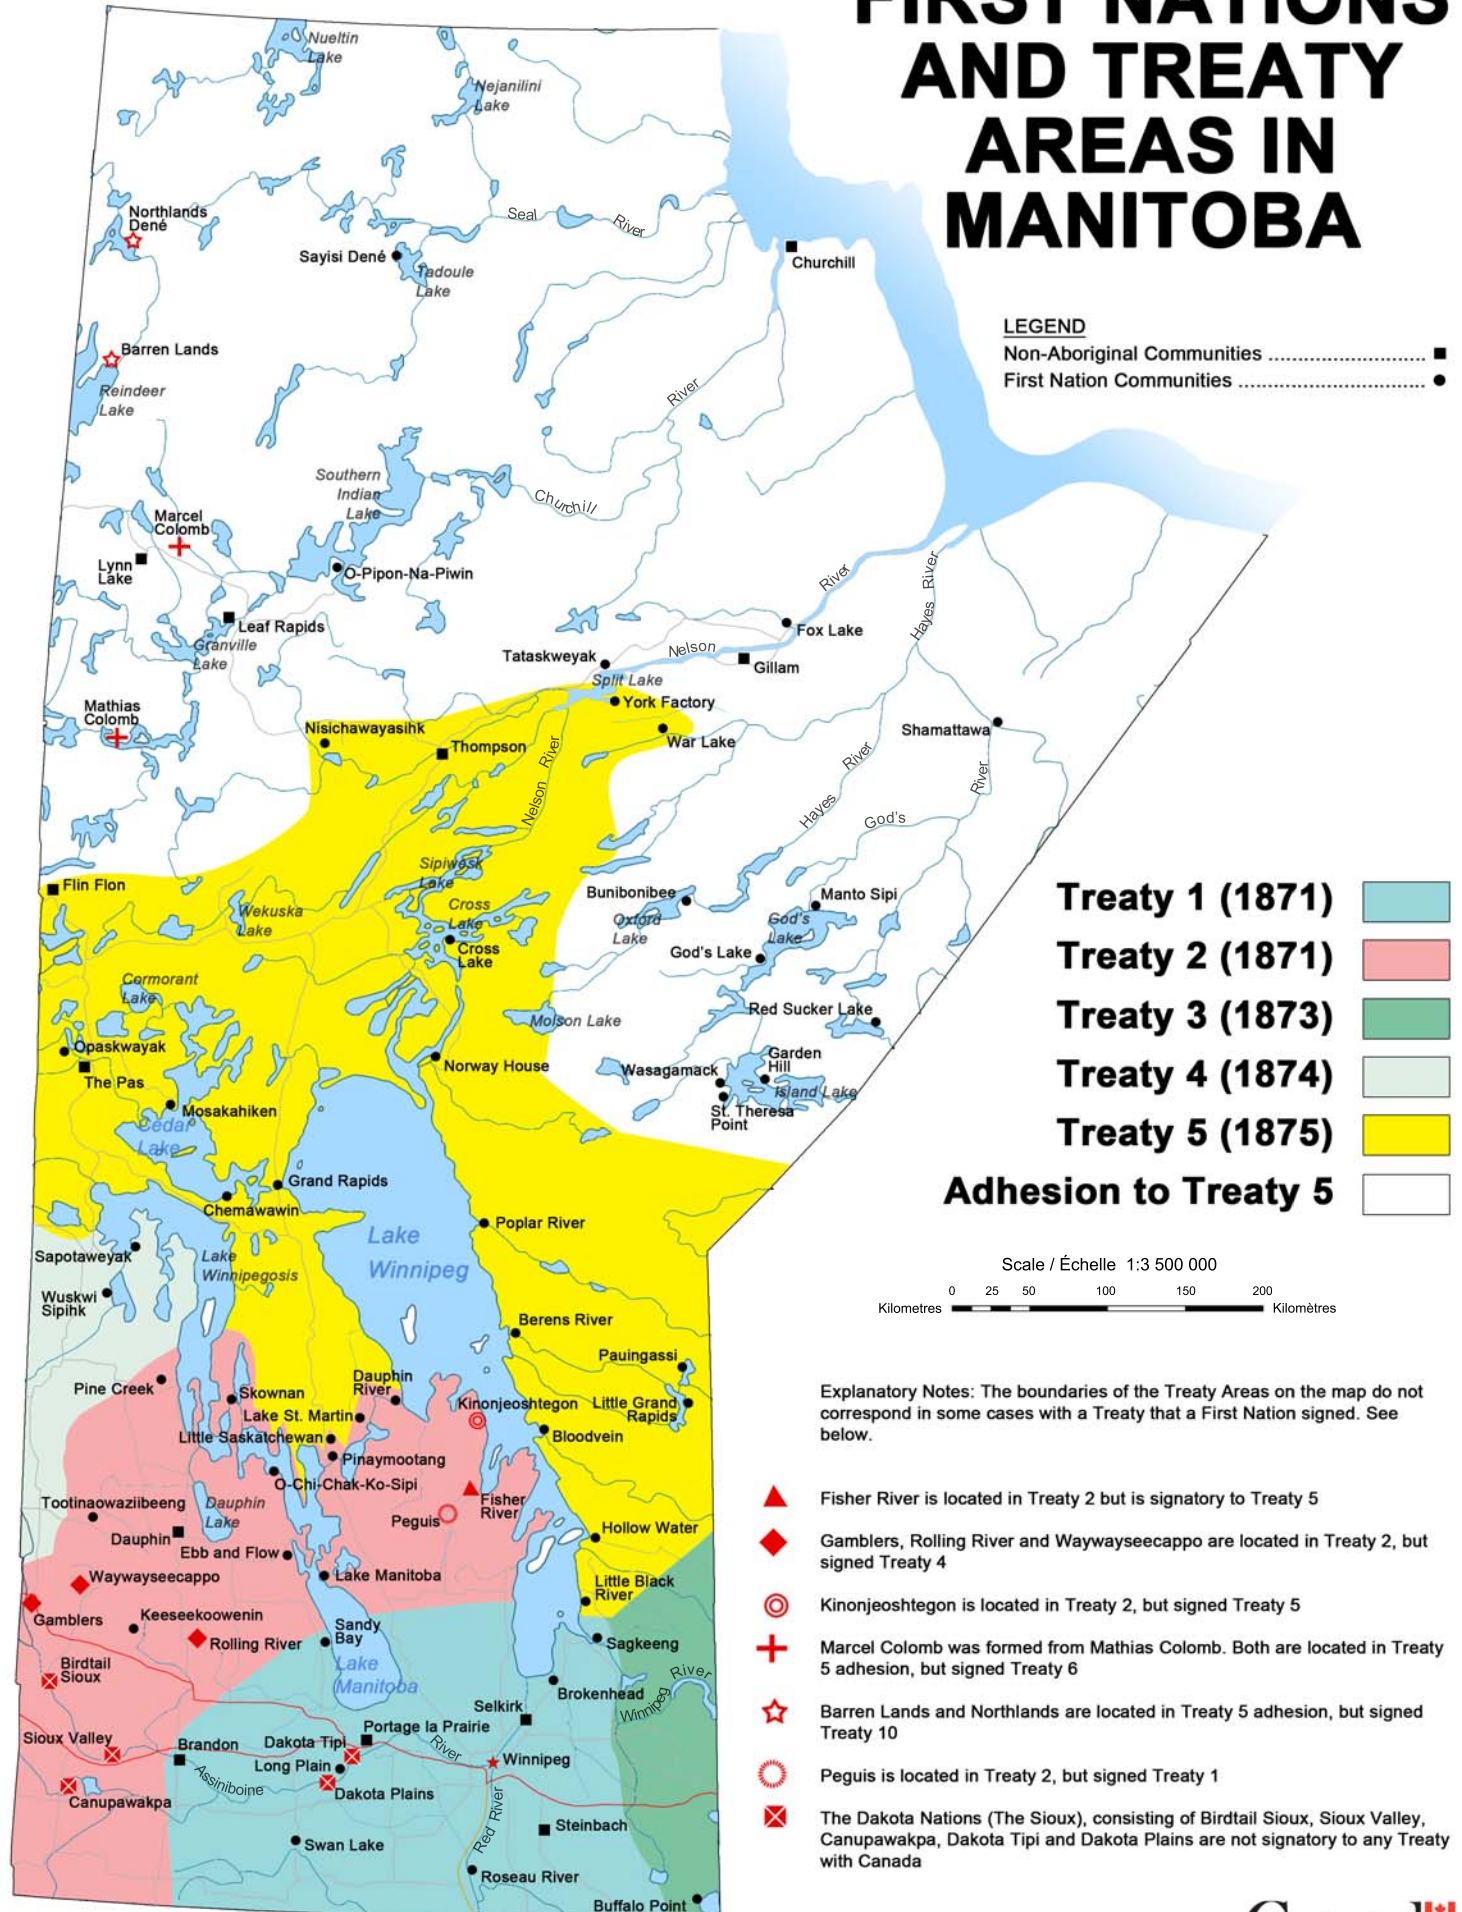 FIRST NATIONS
AND TREATY
AREAS IN
MANITOBA
LEGEND
Non-Aboriginal Communities ............................
First Nation Communities .................................
Nueltin
Lake
Nejanilini
Lake
Northlands
Dené
Seal
River
Sayisi Dené
Tadoule
Lake
Churchill
Barren Lands
Reindeer
Lake
River
Southern
Indian
Lake
Churchill
Marcel
Colomb
Lynn
Lake
O-Pipon-Na-Piwin
River
Hayes River
Leaf Rapids
Granville
Lake
Fox Lake
Tataskweyak
Nelson
Gillam
Split Lake
York Factory
Mathias
Colomb
Nisichawayasihk
Thompson
War Lake
Shamattawa
Nelson River
Hayes River
River
God's
Sipiwesk
Lake
Flin Flon
Wekuska
Lake
Cross
Lake
Cross
Lake
Bunibonibee
Oxford
Lake
Manto Sipi
God's
Lake
God's Lake
Cormorant
Lake
Molson Lake
Red Sucker Lake
Opaskwayak
The Pas
Norway House
Wasagamack
Garden
Hill
Island Lake
St. Theresa
Point
Mosakahiken
Cedar
Lake
Grand Rapids
Chemawawin
Poplar River
Lake
Winnipeg
Sapotaweyak
Lake
Winnipegosis
Wuskwi
Sipihk
Berens River
Pauingassi
Pine Creek
Skownan
Dauphin
River
Kinonjeoshtegon
Little Grand
Rapids
Lake St. Martin
Little Saskatchewan
Bloodvein
Pinaymootang
O-Chi-Chak-Ko-Sipi
Tootinaowaziibeeng
Dauphin
Lake
Fisher
River
Peguis
Dauphin
Ebb and Flow
Hollow Water
Waywayseecappo
Lake Manitoba
Little Black
River
Gamblers
Keeseekoowenin
Rolling River
Sandy
Bay
Sagkeeng
Birdtail
Sioux
Lake
Manitoba
Brokenhead
Winnipeg River
Selkirk
Sioux Valley
Brandon
Dakota Tipi
Portage la Prairie
Long Plain
River
Winnipeg
Assiniboine
Canupawakpa
Dakota Plains
Red River
Swan Lake
Steinbach
Roseau River
Buffalo Point
Treaty 1 (1871)
Treaty 2 (1871)
Treaty 3 (1873)
Treaty 4 (1874)
Treaty 5 (1875)
Adhesion to Treaty 5
Scale / Échelle 1:3 500 000
0 25 50 100 150 200
Kilometres Kilomètres
Explanatory Notes: The boundaries of the Treaty Areas on the map do not
correspond in some cases with a Treaty that a First Nation signed. See
below.
Fisher River is located in Treaty 2 but is signatory to Treaty 5
Gamblers, Rolling River and Waywayseecappo are located in Treaty 2, but
signed Treaty 4
Kinonjeoshtegon is located in Treaty 2, but signed Treaty 5
Marcel Colomb was formed from Mathias Colomb. Both are located in Treaty
5 adhesion, but signed Treaty 6
Barren Lands and Northlands are located in Treaty 5 adhesion, but signed
Treaty 10
Peguis is located in Treaty 2, but signed Treaty 1
The Dakota Nations (The Sioux), consisting of Birdtail Sioux, Sioux Valley,
Canupawakpa, Dakota Tipi and Dakota Plains are not signatory to any Treaty
with Canada